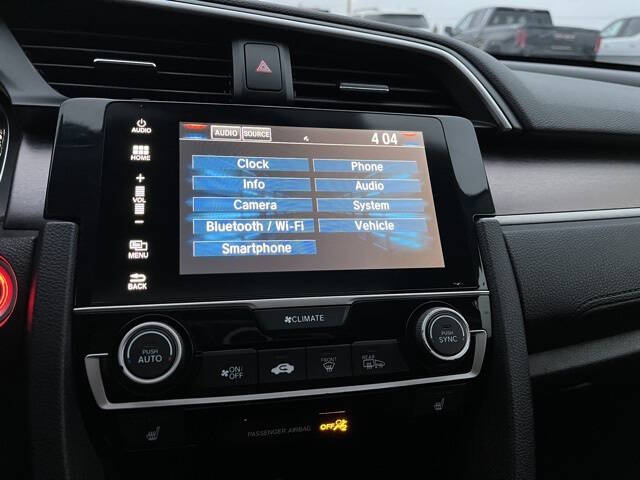 AUDIO
AUDIO SOURCE 4 04
HOME
Clock Phone
Info Audio
+
VOL
-
Camera System
Bluetooth / Wi-Fi Vehicle
Smartphone
MENU
BACK
CLIMATE
PUSH AUTO
ON/OFF
FRONT
REAR
PUSH SYNC
PASSENGER AIRBAG OFF